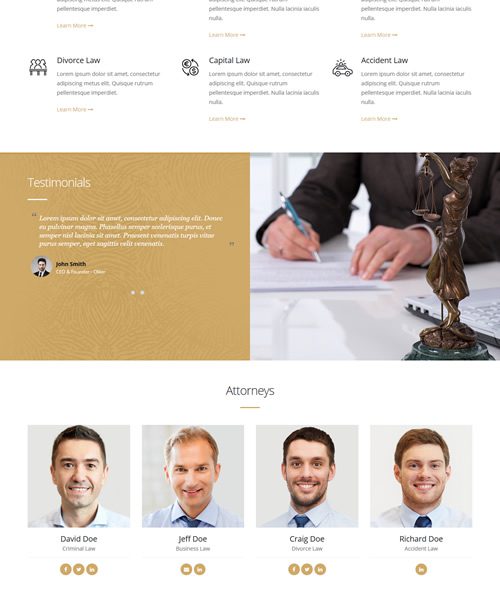 adipiscing metus elit. Quisque rutrum
pellentesque imperdiet.
Learn More
adipiscing elit. Quisque rutrum
pellentesque imperdiet. Nulla lacinia iaculis
nulla.
Learn More
adipiscing elit. Quisque rutrum
pellentesque imperdiet. Nulla lacinia iaculis
nulla.
Learn More
Divorce Law
Lorem ipsum dolor sit amet, consectetur
adipiscing metus elit. Quisque rutrum
pellentesque imperdiet.
Learn More
Capital Law
Lorem ipsum dolor sit amet, consectetur
adipiscing elit. Quisque rutrum
pellentesque imperdiet. Nulla lacinia iaculis
nulla.
Learn More
Accident Law
Lorem ipsum dolor sit amet, consectetur
adipiscing elit. Quisque rutrum
pellentesque imperdiet. Nulla lacinia iaculis
nulla.
Learn More
Testimonials
“ Lorem ipsum dolor sit amet, consectetur adipiscing elit. Donec
eu pulvinar magna. Phasellus semper scelerisque purus, et
semper nisl lacinia sit amet. Praesent venenatis turpis vitae
purus semper, eget sagittis velit venenatis. ”
John Smith
CEO & Founder - Okler
Attorneys
David Doe
Criminal Law
Jeff Doe
Business Law
Craig Doe
Divorce Law
Richard Doe
Accident Law